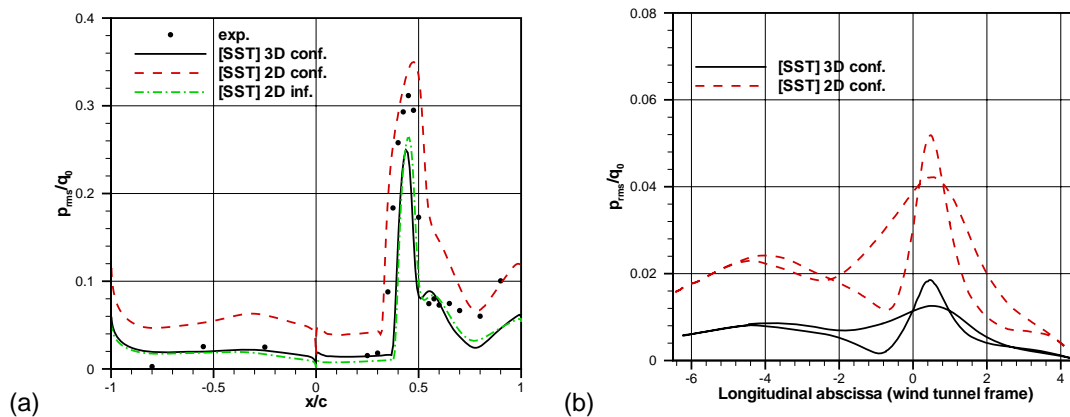 0.4
0.3
0.2
0.1
0
p_rms/q_0
exp.
[SST] 3D conf.
[SST] 2D conf.
[SST] 2D inf.
-1
-0.5
0
0.5
1
x/c
(a)
0.08
0.06
0.04
0.02
0
p_rms/q_0
[SST] 3D conf.
[SST] 2D conf.
-6
-4
-2
0
2
4
Longitudinal abscissa (wind tunnel frame)
(b)